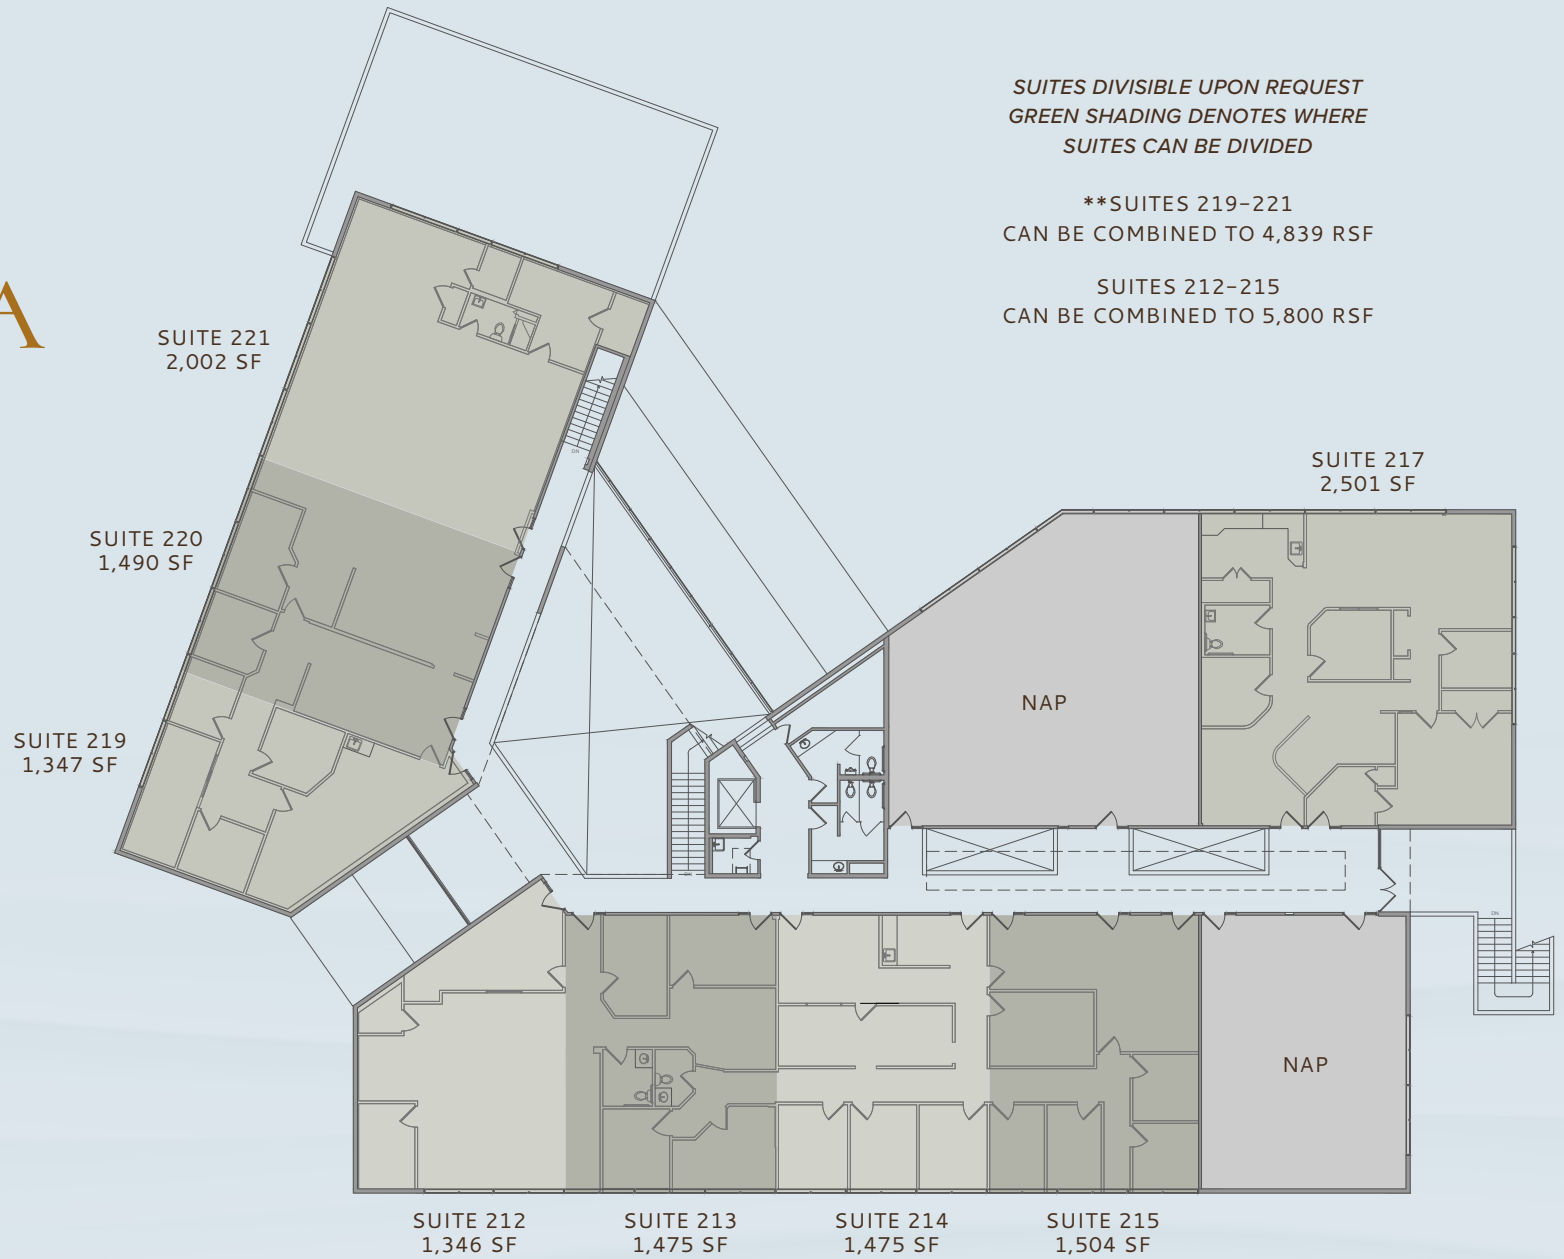 SUITES DIVISIBLE UPON REQUEST
GREEN SHADING DENOTES WHERE
SUITES CAN BE DIVIDED
**SUITES 219–221
CAN BE COMBINED TO 4,839 RSF
SUITES 212–215
CAN BE COMBINED TO 5,800 RSF
A
SUITE 221
2,002 SF
SUITE 217
2,501 SF
DN
SUITE 220
1,490 SF
NAP
SUITE 219
1,347 SF
DN
DN
NAP
SUITE 212
1,346 SF
SUITE 213
1,475 SF
SUITE 214
1,475 SF
SUITE 215
1,504 SF